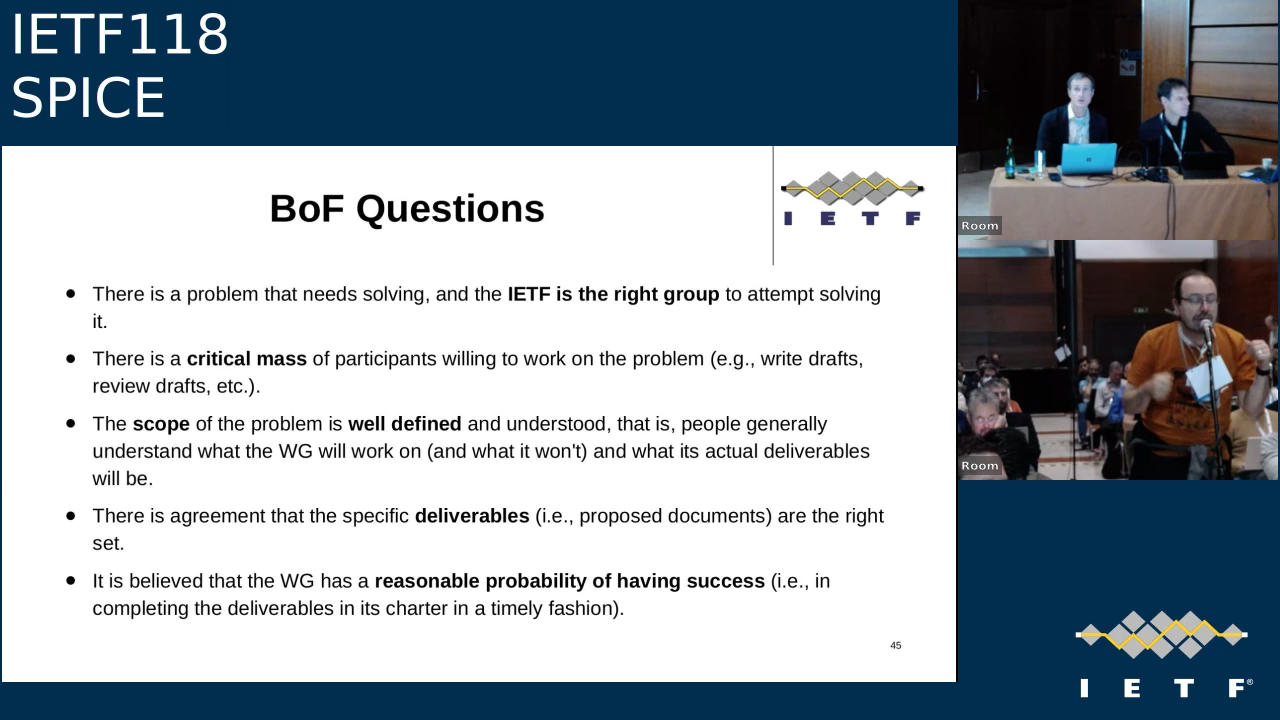 IETF118
SPICE
BoF Questions
I E T F
● There is a problem that needs solving, and the IETF is the right group to attempt solving
it.
● There is a critical mass of participants willing to work on the problem (e.g., write drafts,
review drafts, etc.).
● The scope of the problem is well defined and understood, that is, people generally
understand what the WG will work on (and what it won't) and what its actual deliverables
will be.
● There is agreement that the specific deliverables (i.e., proposed documents) are the right
set.
● It is believed that the WG has a reasonable probability of having success (i.e., in
completing the deliverables in its charter in a timely fashion).
45
Room
Room
I E T F®